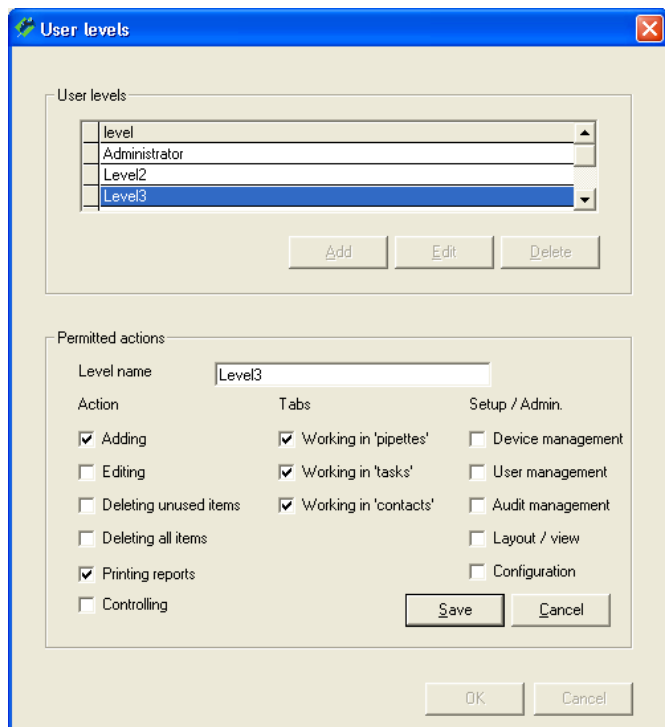 User levels
User levels
level
Administrator
Level2
Level3
Add Edit Delete
Permitted actions
Level name Level3
Action Tabs Setup / Admin.
Adding Working in 'pipettes' Device management
Editing Working in 'tasks' User management
Deleting unused items Working in 'contacts' Audit management
Deleting all items Layout / view
Printing reports Configuration
Controlling Save Cancel
OK Cancel